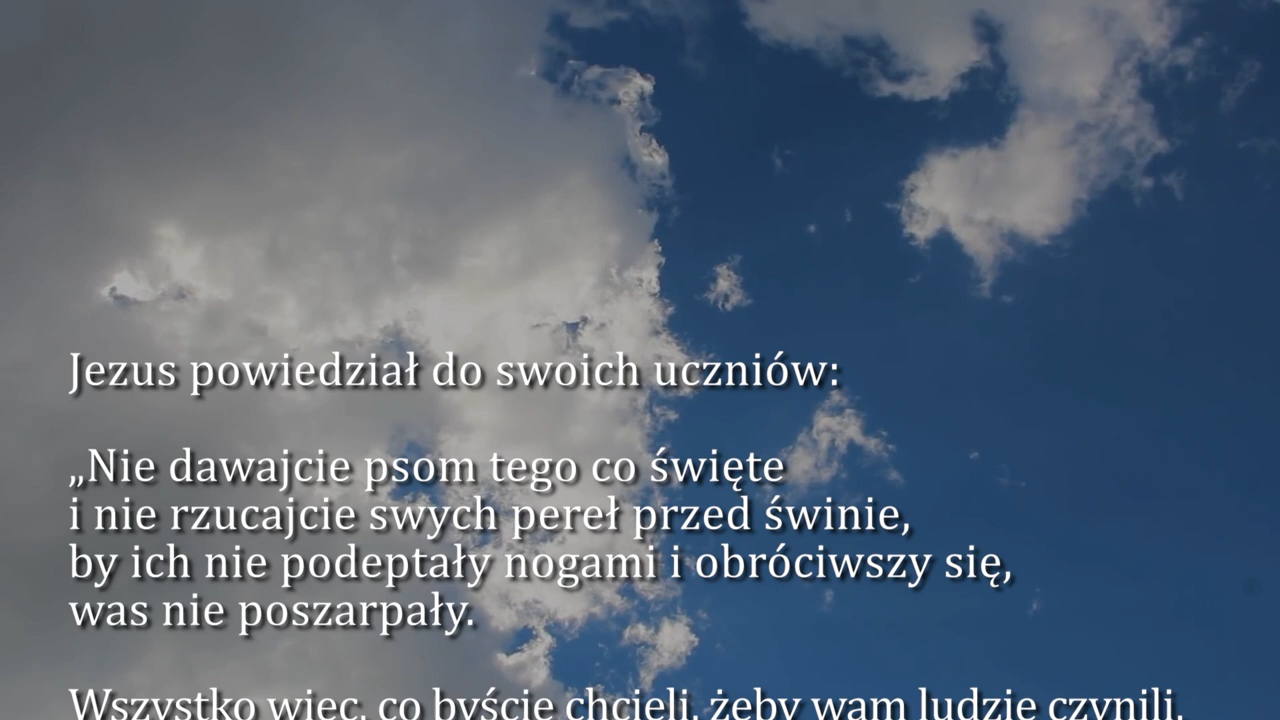 Jezus powiedział do swoich uczniów:
„Nie dawajcie psom tego co święte
i nie rzucajcie swych pereł przed świnie,
by ich nie podeptały nogami i obróciwszy się,
was nie poszarpały.
Wszystko więc, co byście chcieli, żeby wam ludzie czynili,